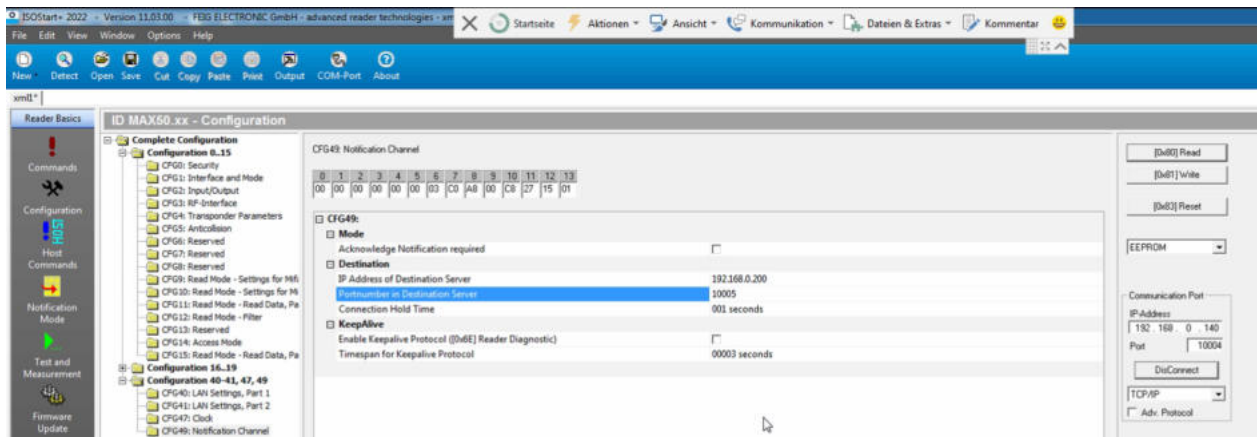 ISOStart+ 2022 - Version 11.03.00 - FEIG ELECTRONIC GmbH - advanced reader technologies - xm
Startseite Aktionen Ansicht Kommunikation Dateien & Extras Kommentar
File Edit View Window Options Help
New Detect Open Save Cut Copy Paste Print Output COM-Port About
xml1*
Reader Basics
Commands
Configuration
Host
Commands
Notification
Mode
Test and
Measurement
Firmware
Update
ID MAX50.xx - Configuration
Complete Configuration
Configuration 0..15
CFG0: Security
CFG1: Interface and Mode
CFG2: Input/Output
CFG3: RF-Interface
CFG4: Transponder Parameters
CFG5: Anticollision
CFG6: Reserved
CFG7: Reserved
CFG8: Reserved
CFG9: Read Mode - Settings for Mifa
CFG10: Read Mode - Settings for Mi
CFG11: Read Mode - Read Data, Pa
CFG12: Read Mode - Filter
CFG13: Reserved
CFG14: Access Mode
CFG15: Read Mode - Read Data, Pa
Configuration 16..19
Configuration 40-41, 47, 49
CFG40: LAN Settings, Part 1
CFG41: LAN Settings, Part 2
CFG47: Clock
CFG49: Notification Channel
CFG49: Notification Channel
0 1 2 3 4 5 6 7 8 9 10 11 12 13
00 00 00 00 00 00 03 C0 A8 00 C8 27 15 01
CFG49:
Mode
Acknowledge Notification required
Destination
IP Address of Destination Server 192.168.0.200
Portnumber in Destination Server 10005
Connection Hold Time 001 seconds
KeepAlive
Enable Keepalive Protocol ([0x6E] Reader Diagnostic)
Timespan for Keepalive Protocol 00003 seconds
[0x80] Read
[0x81] Write
[0x83] Reset
EEPROM
Communication Port
IP-Address
192 . 168 . 0 . 140
Port 10004
DisConnect
TCP/IP
Adv. Protocol